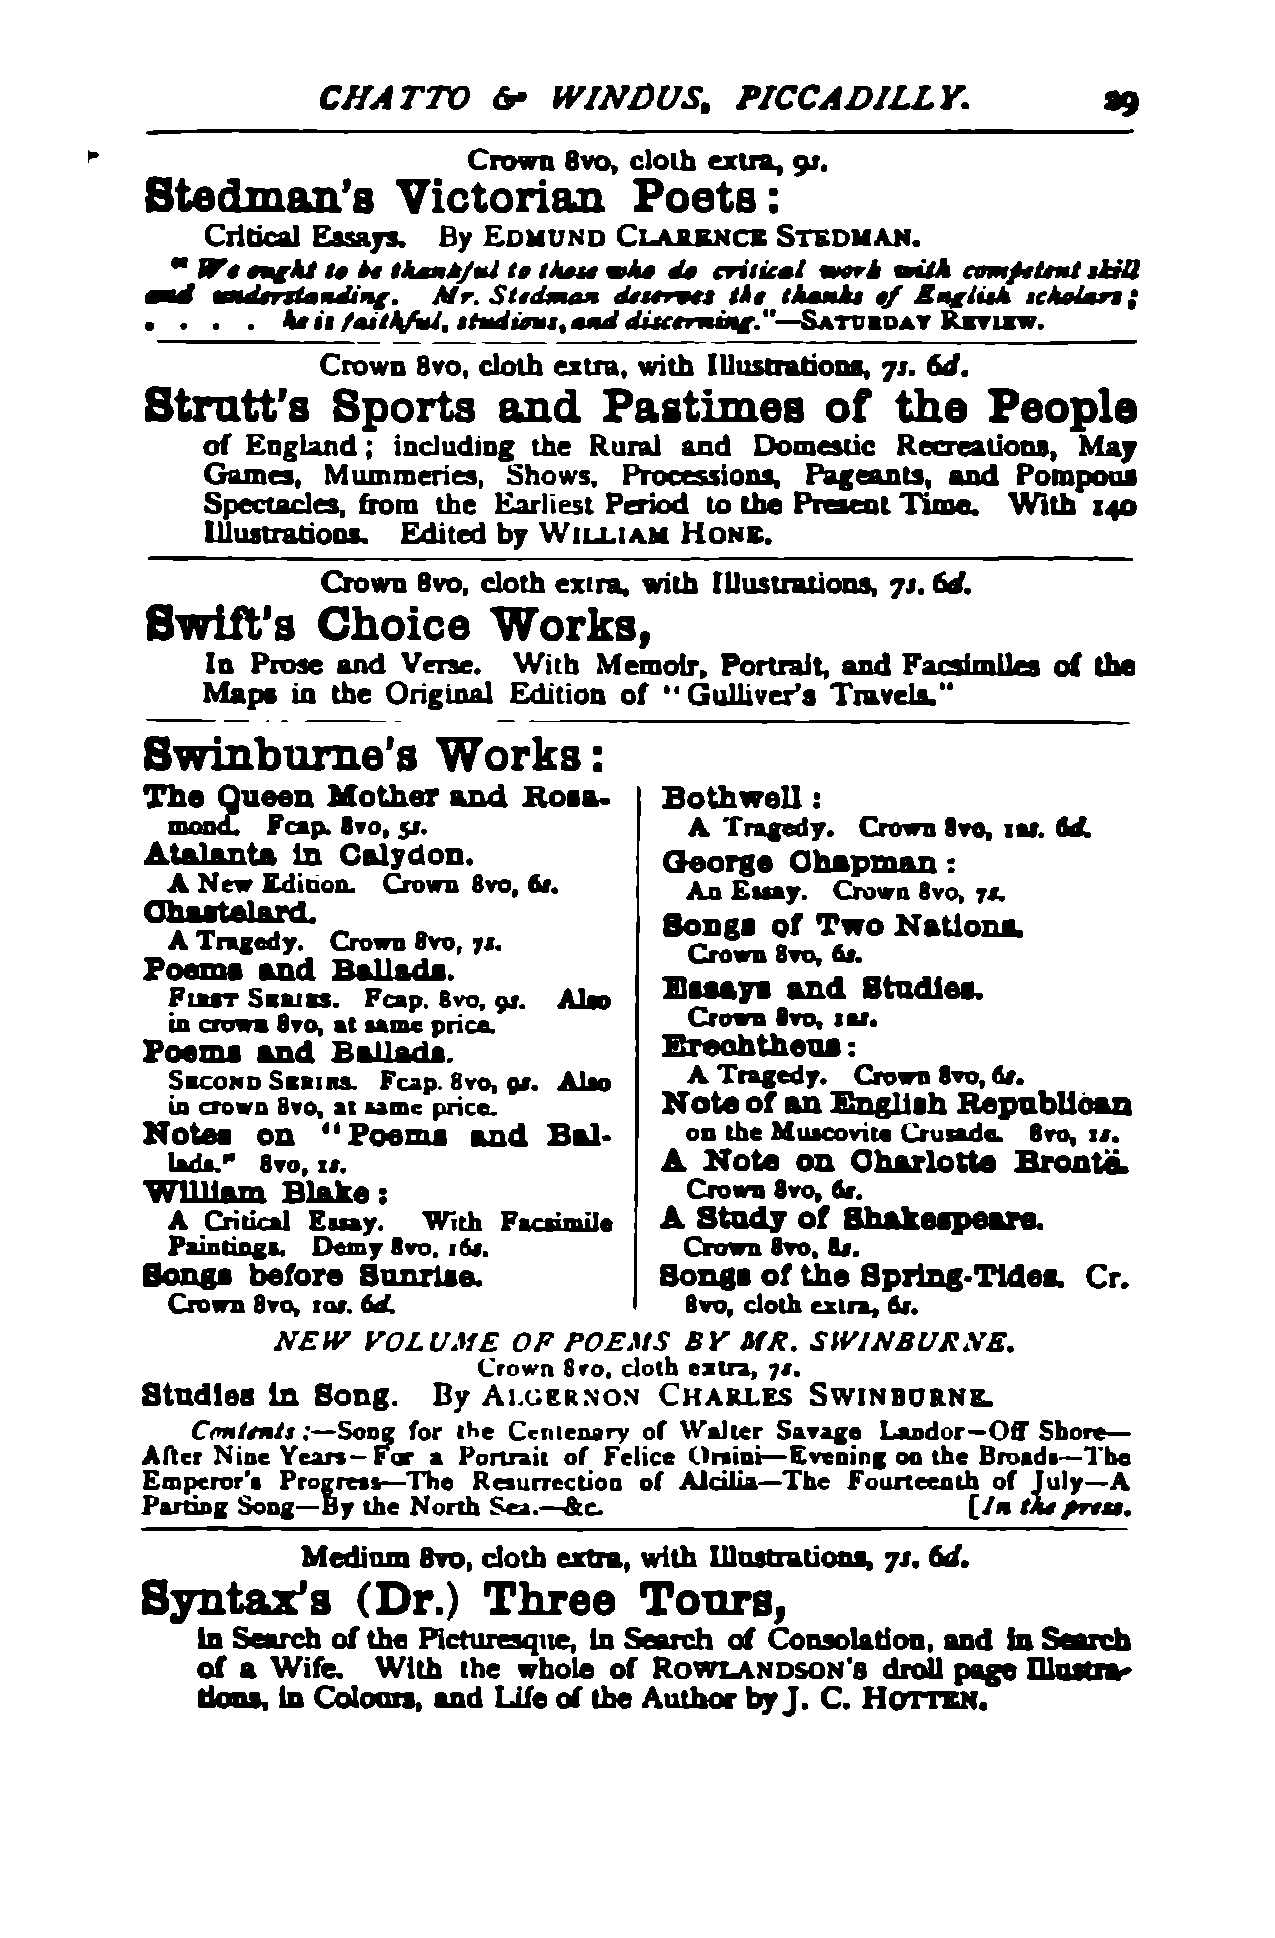 CHATTO & WINDUS, PICCADILLY. 29
Crown 8vo, cloth extra, 9s.
Stedman's Victorian Poets:
Critical Essays. By EDMUND CLARENCE STEDMAN.
"We ought to be thankful to those who do critical work with competent skill
and understanding. Mr. Stedman deserves the thanks of English scholars;
. . . . he is faithful, studious, and discerning."—SATURDAY REVIEW.
Crown 8vo, cloth extra, with Illustrations, 7s. 6d.
Strutt's Sports and Pastimes of the People
of England; including the Rural and Domestic Recreations, May
Games, Mummeries, Shows, Processions, Pageants, and Pompous
Spectacles, from the Earliest Period to the Present Time. With 140
Illustrations. Edited by WILLIAM HONE.
Crown 8vo, cloth extra, with Illustrations, 7s. 6d.
Swift's Choice Works,
In Prose and Verse. With Memoir, Portrait, and Facsimiles of the
Maps in the Original Edition of "Gulliver's Travels."
Swinburne's Works:
The Queen Mother and Rosa-
mond. Fcap. 8vo, 5s.
Atalanta in Calydon.
A New Edition. Crown 8vo, 6s.
Chastelard.
A Tragedy. Crown 8vo, 7s.
Poems and Ballads.
FIRST SERIES. Fcap. 8vo, 9s. Also
in crown 8vo, at same price.
Poems and Ballads.
SECOND SERIES. Fcap. 8vo, 9s. Also
in crown 8vo, at same price.
Notes on "Poems and Bal-
lads." 8vo, 1s.
William Blake:
A Critical Essay. With Facsimile
Paintings. Demy 8vo, 16s.
Songs before Sunrise.
Crown 8vo, 10s. 6d.
Bothwell:
A Tragedy. Crown 8vo, 12s. 6d.
George Chapman:
An Essay. Crown 8vo, 7s.
Songs of Two Nations.
Crown 8vo, 6s.
Essays and Studies.
Crown 8vo, 12s.
Erechtheus:
A Tragedy. Crown 8vo, 6s.
Note of an English Republican
on the Muscovite Crusade. 8vo, 1s.
A Note on Charlotte Brontë.
Crown 8vo, 6s.
A Study of Shakespeare.
Crown 8vo, 8s.
Songs of the Spring-Tides. Cr.
8vo, cloth extra, 6s.
NEW VOLUME OF POEMS BY MR. SWINBURNE.
Crown 8vo, cloth extra, 7s.
Studies in Song. By ALGERNON CHARLES SWINBURNE.
Contents:—Song for the Centenary of Walter Savage Landor—Off Shore—
After Nine Years—For a Portrait of Felice Orsini—Evening on the Broads—The
Emperor's Progress—The Resurrection of Alcilia—The Fourteenth of July—A
Parting Song—By the North Sea.—&c. [In the press.
Medium 8vo, cloth extra, with Illustrations, 7s. 6d.
Syntax's (Dr.) Three Tours,
In Search of the Picturesque, in Search of Consolation, and in Search
of a Wife. With the whole of ROWLANDSON'S droll page Illustra-
tions, in Colours, and Life of the Author by J. C. HOTTEN.